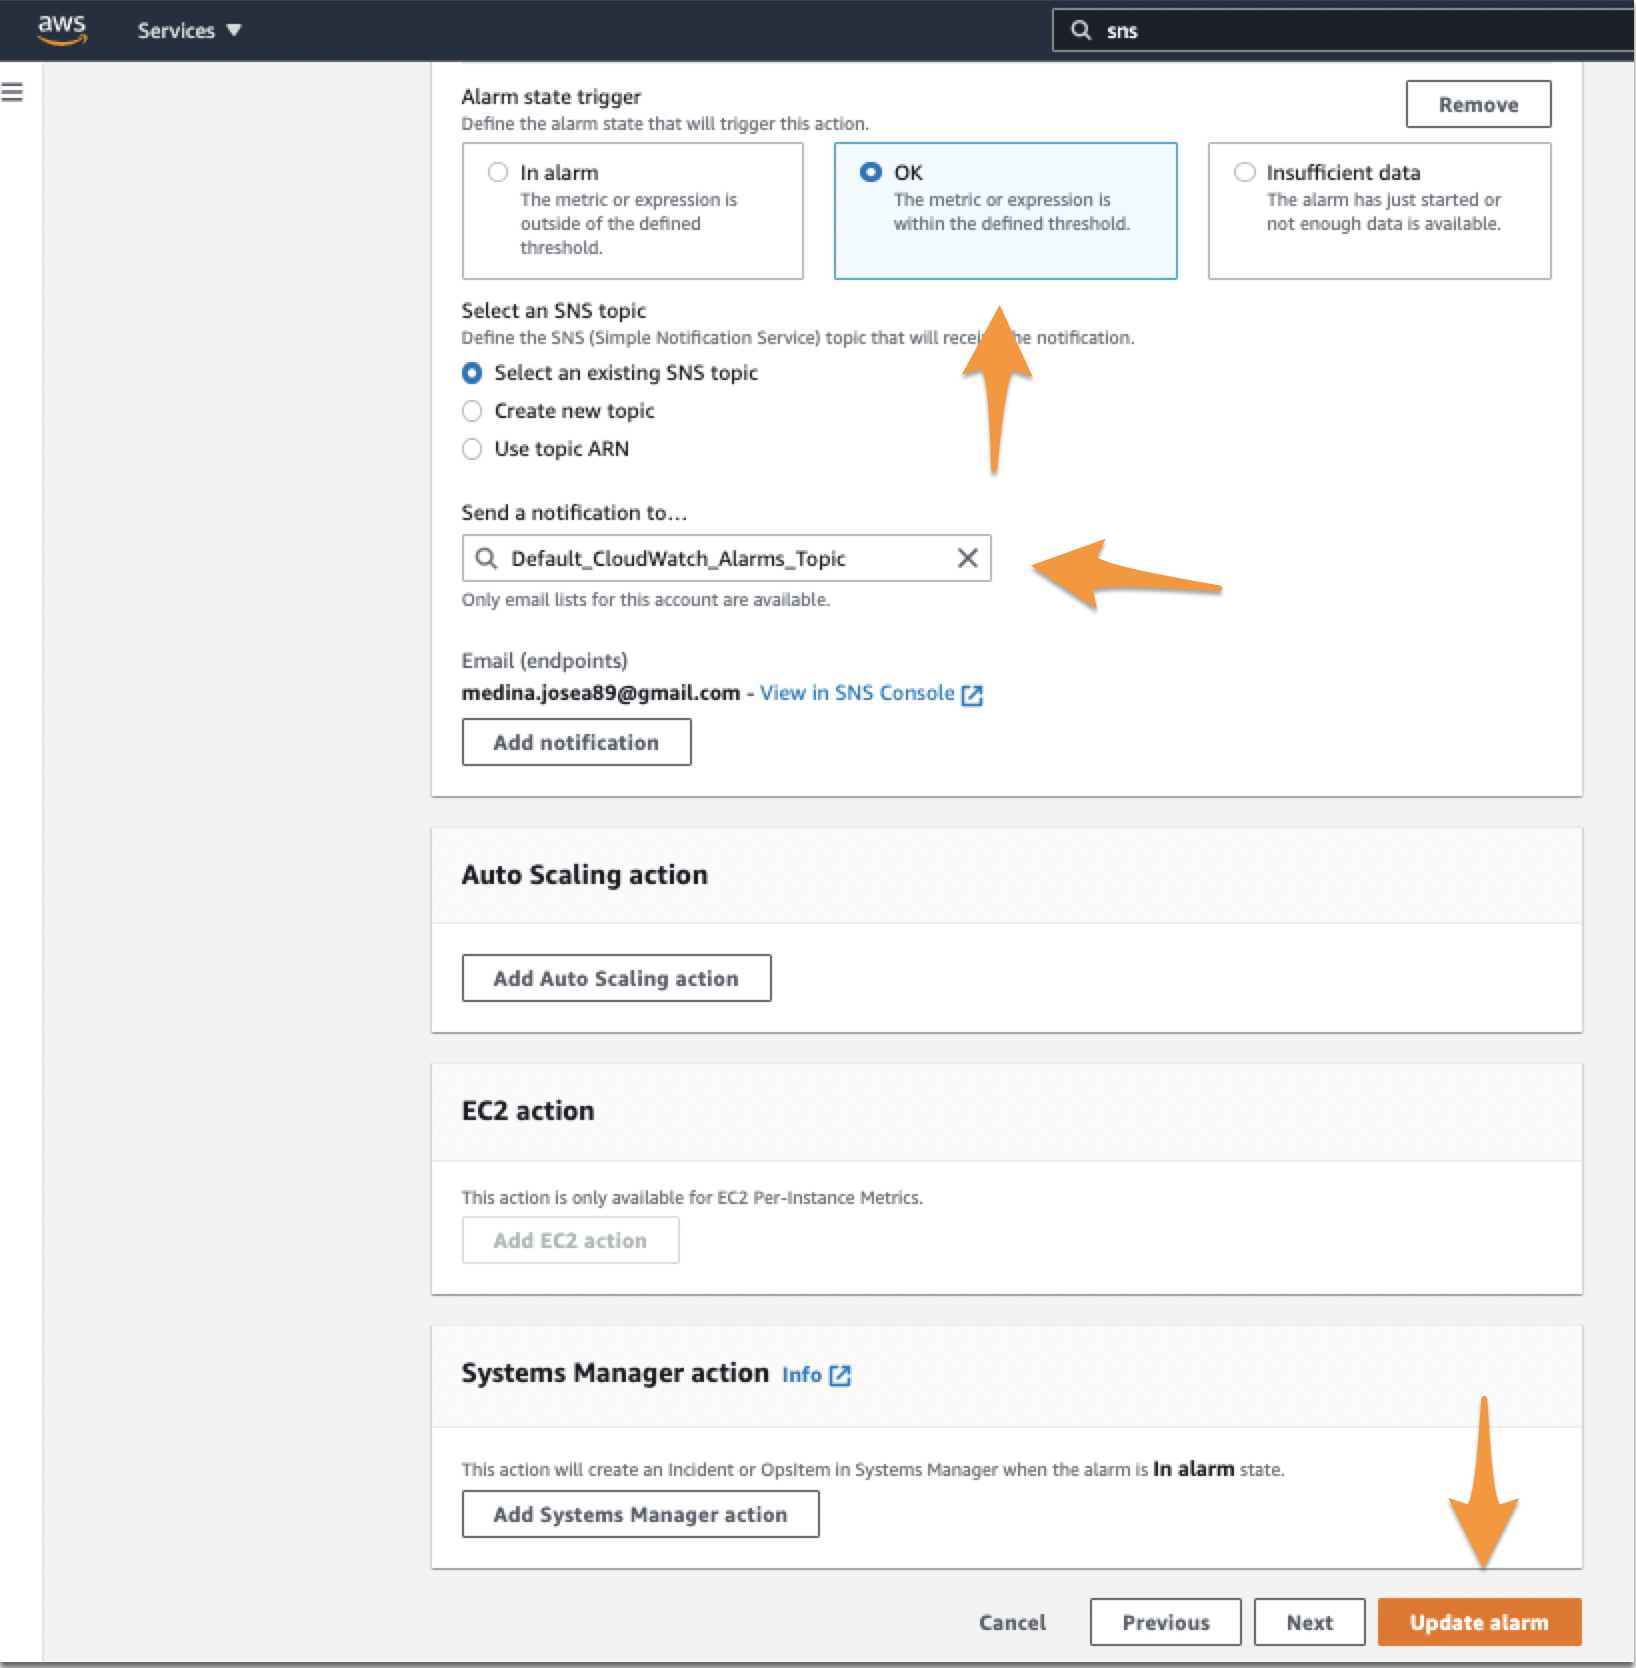 aws
Services ▼
sns
Alarm state trigger
Remove
Define the alarm state that will trigger this action.
In alarm
The metric or expression is
outside of the defined
threshold.
OK
The metric or expression is
within the defined threshold.
Insufficient data
The alarm has just started or
not enough data is available.
Select an SNS topic
Define the SNS (Simple Notification Service) topic that will recei he notification.
Select an existing SNS topic
Create new topic
Use topic ARN
Send a notification to...
Default_CloudWatch_Alarms_Topic
Only email lists for this account are available.
Email (endpoints)
medina.josea89@gmail.com - View in SNS Console
Add notification
Auto Scaling action
Add Auto Scaling action
EC2 action
This action is only available for EC2 Per-Instance Metrics.
Add EC2 action
Systems Manager action Info
This action will create an Incident or OpsItem in Systems Manager when the alarm is In alarm state.
Add Systems Manager action
Cancel
Previous
Next
Update alarm